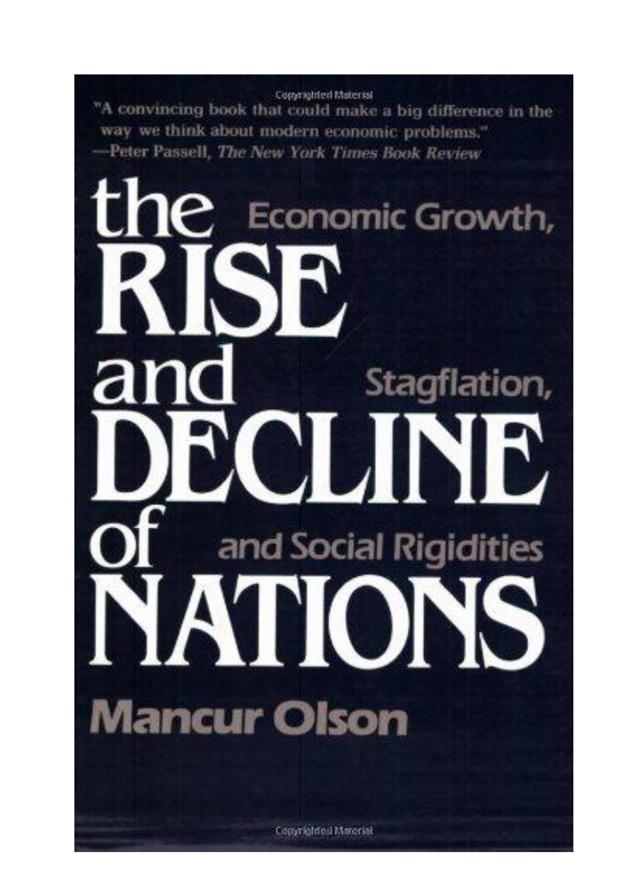 Copyrighted Material
"A convincing book that could make a big difference in the
way we think about modern economic problems."
—Peter Passell, The New York Times Book Review
the Economic Growth,
RISE
and Stagflation,
DECLINE
of and Social Rigidities
NATIONS
Mancur Olson
Copyrighted Material